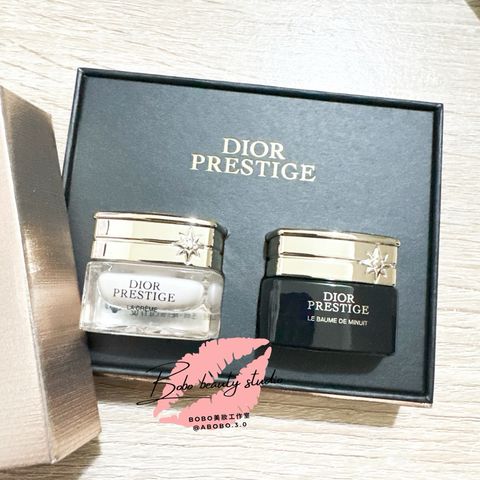 DIOR
PRESTIGE
DIOR
PRESTIGE
LA CRÈME
DIOR
PRESTIGE
LE BAUME DE MINUIT
Bobo beauty studio
BOBO美妝工作室
@ABOBO.3.0